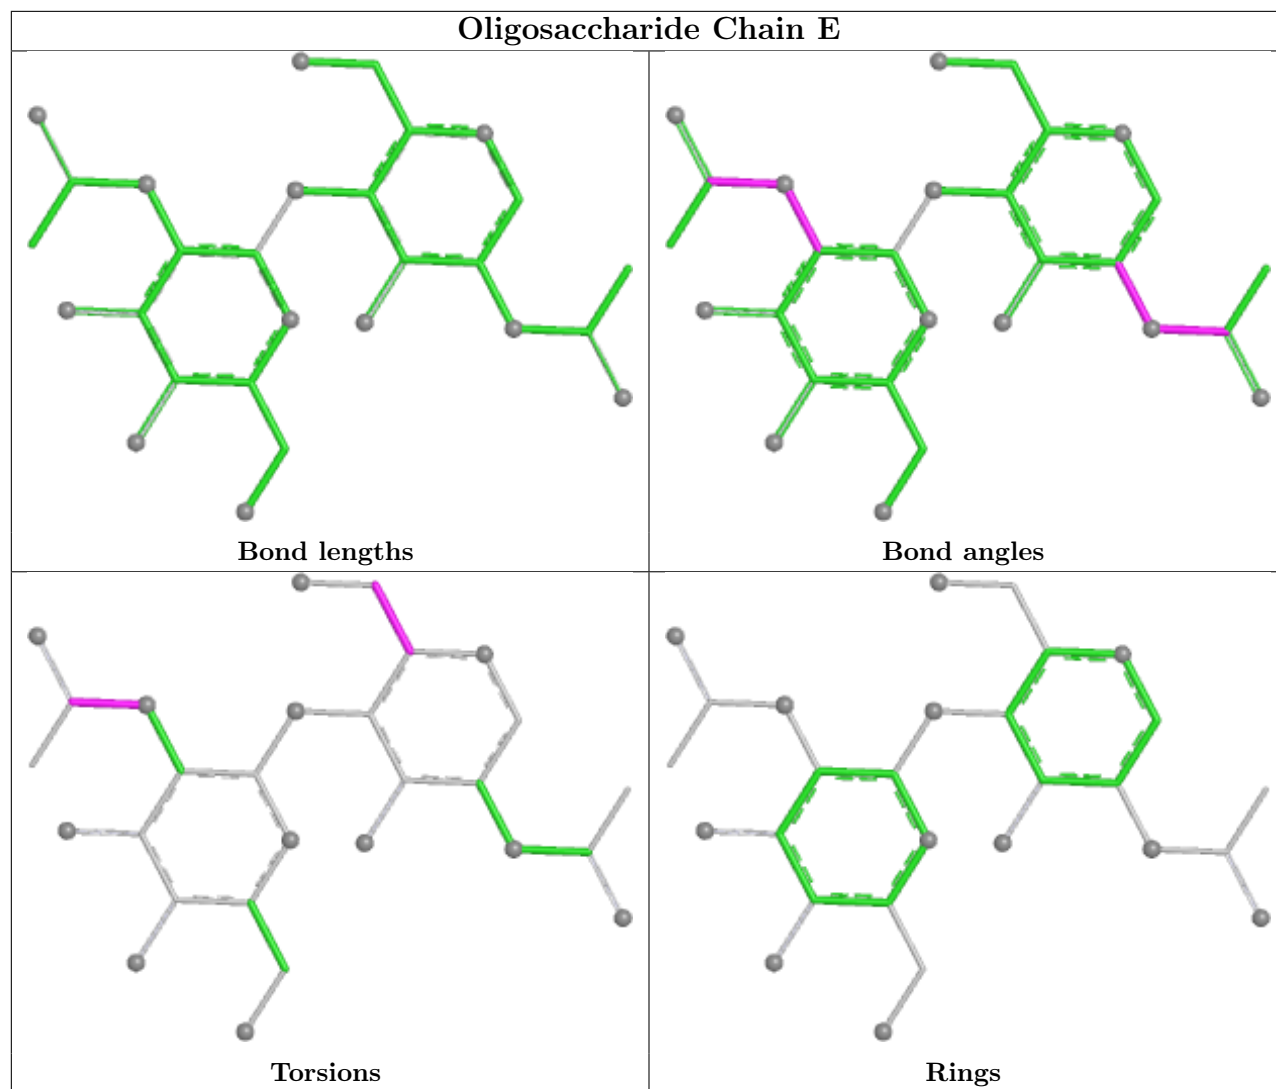 Oligosaccharide Chain E
Bond lengths
Bond angles
Torsions
Rings